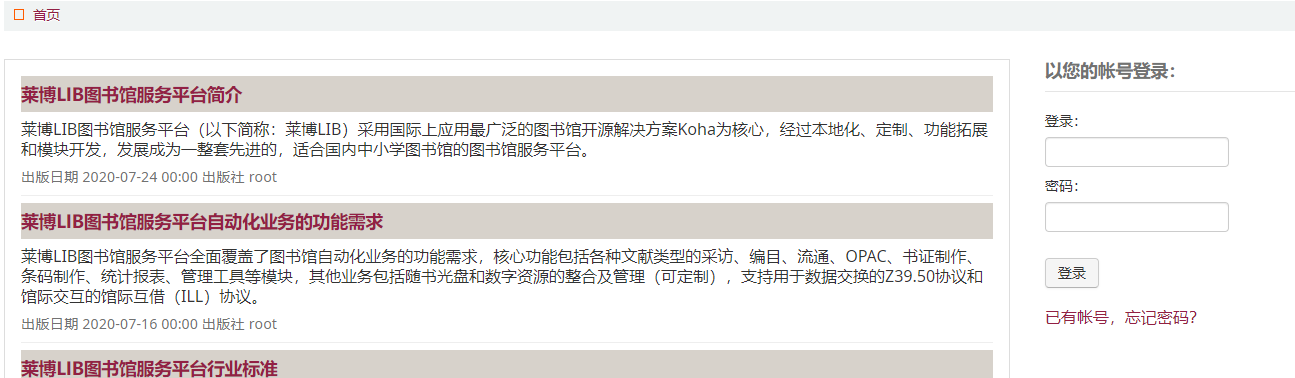 首页
莱博LIB图书馆服务平台简介
莱博LIB图书馆服务平台（以下简称：莱博LIB）采用国际上应用最广泛的图书馆开源解决方案Koha为核心，经过本地化、定制、功能拓展
和模块开发，发展成为一整套先进的，适合国内中小学图书馆的图书馆服务平台。
出版日期 2020-07-24 00:00 出版社 root
莱博LIB图书馆服务平台自动化业务的功能需求
莱博LIB图书馆服务平台全面覆盖了图书馆自动化业务的功能需求，核心功能包括各种文献类型的采访、编目、流通、OPAC、书证制作、
条码制作、统计报表、管理工具等模块，其他业务包括随书光盘和数字资源的整合及管理（可定制），支持用于数据交换的Z39.50协议和
馆际交互的馆际互借（ILL）协议。
出版日期 2020-07-16 00:00 出版社 root
莱博LIB图书馆服务平台行业标准
以您的帐号登录：
登录：
密码：
登录
已有帐号，忘记密码？